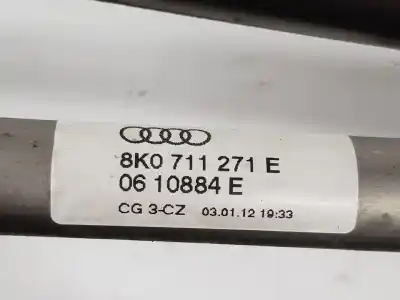 8K0 711 271 E
06 10884 E
CG 3-CZ 03.01.12 19:33